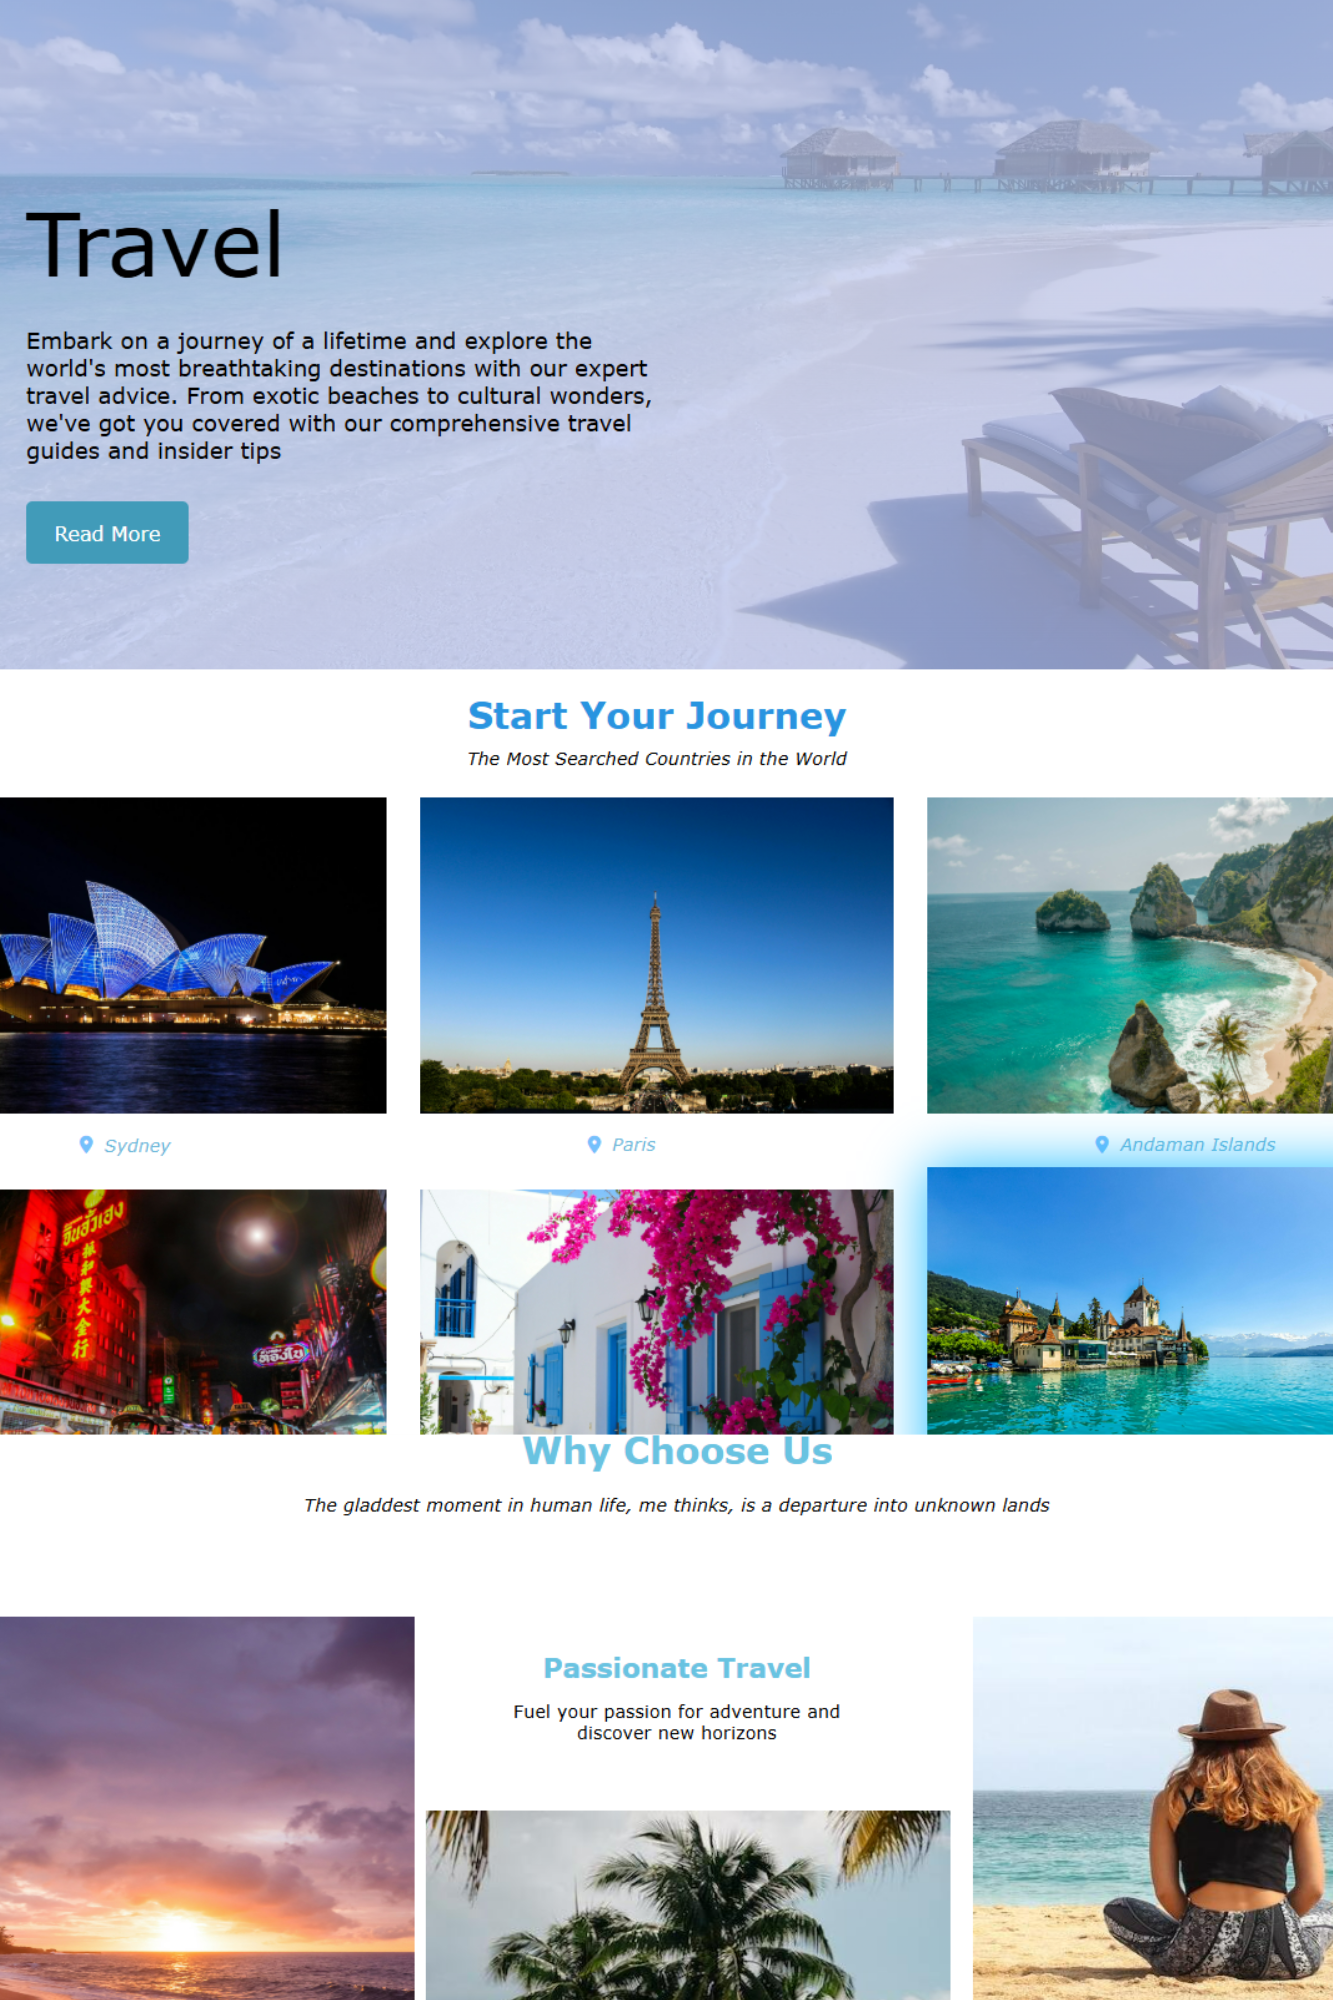 Travel
Embark on a journey of a lifetime and explore the
world's most breathtaking destinations with our expert
travel advice. From exotic beaches to cultural wonders,
we've got you covered with our comprehensive travel
guides and insider tips
Read More
Start Your Journey
The Most Searched Countries in the World
Sydney
Paris
Andaman Islands
Why Choose Us
The gladdest moment in human life, me thinks, is a departure into unknown lands
Passionate Travel
Fuel your passion for adventure and
discover new horizons